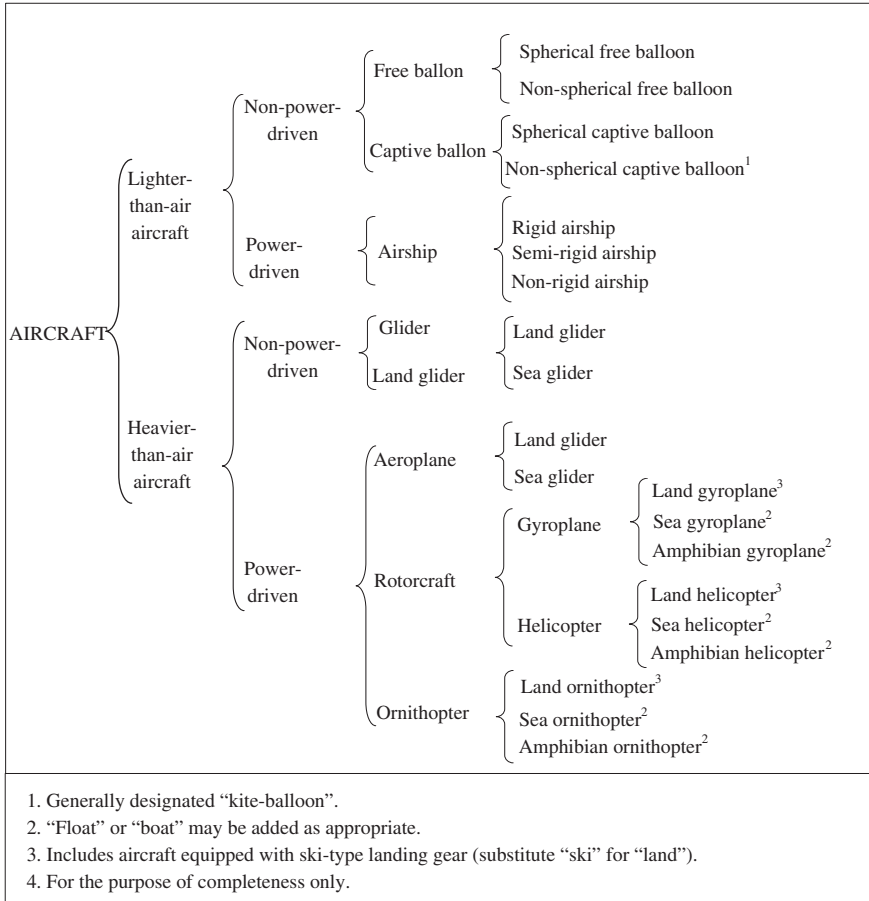 AIRCRAFT
Lighter-
than-air
aircraft
Non-power-
driven
Free ballon
Spherical free balloon
Non-spherical free balloon
Captive ballon
Spherical captive balloon
Non-spherical captive balloon¹
Power-
driven
Airship
Rigid airship
Semi-rigid airship
Non-rigid airship
Heavier-
than-air
aircraft
Non-power-
driven
Glider
Land glider
Land glider
Sea glider
Power-
driven
Aeroplane
Land glider
Sea glider
Rotorcraft
Gyroplane
Land gyroplane³
Sea gyroplane²
Amphibian gyroplane²
Helicopter
Land helicopter³
Sea helicopter²
Amphibian helicopter²
Ornithopter
Land ornithopter³
Sea ornithopter²
Amphibian ornithopter²
1. Generally designated “kite-balloon”.
2. “Float” or “boat” may be added as appropriate.
3. Includes aircraft equipped with ski-type landing gear (substitute “ski” for “land”).
4. For the purpose of completeness only.